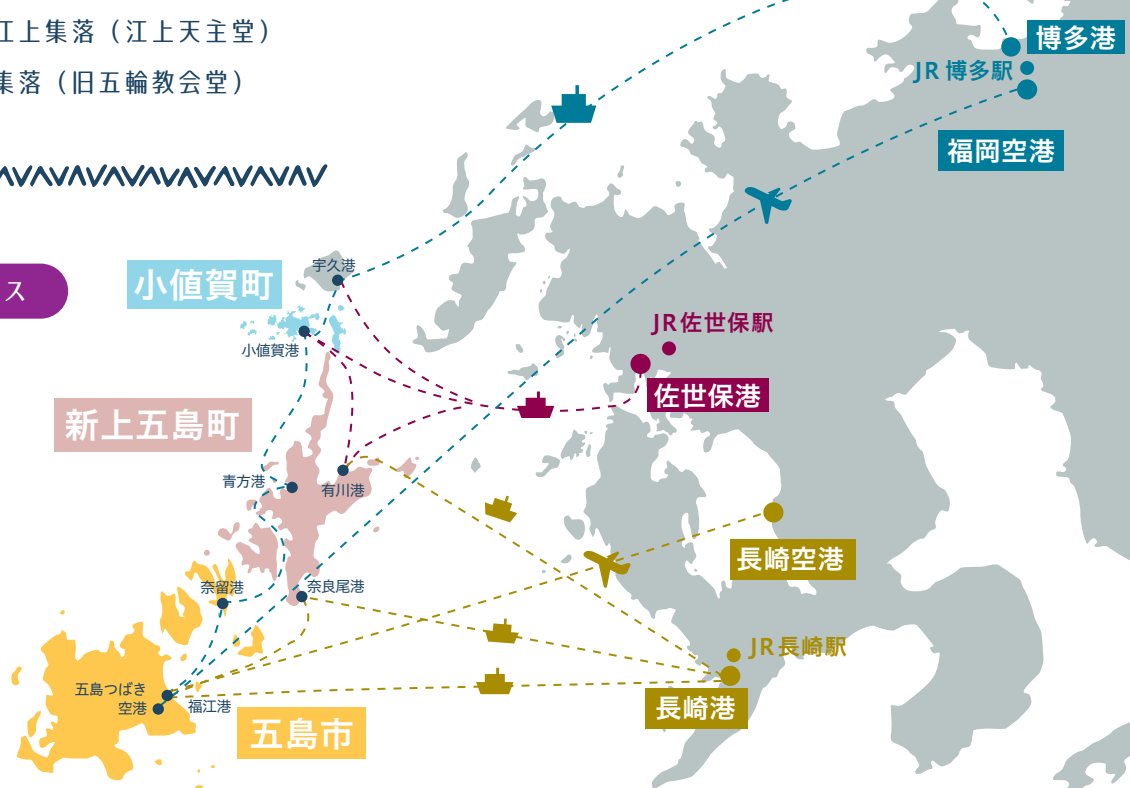 江上集落（江上天主堂）
集落（旧五輪教会堂）
ス
博多港
JR 博多駅
福岡空港
宇久港
小値賀町
小値賀港
JR佐世保駅
佐世保港
新上五島町
青方港
有川港
長崎空港
奈留港
奈良尾港
JR長崎駅
五島つばき
空港
福江港
長崎港
五島市